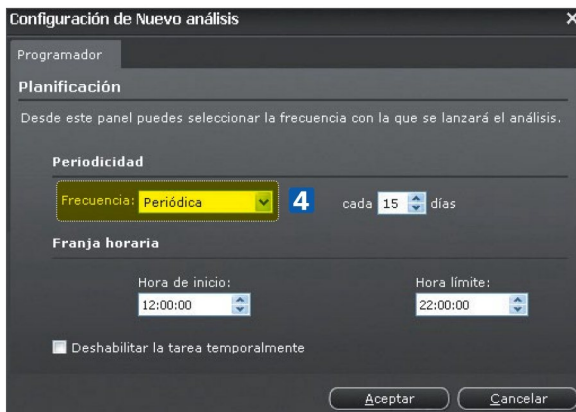 Configuración de Nuevo análisis
Programador
Planificación
Desde este panel puedes seleccionar la frecuencia con la que se lanzará el análisis.
Periodicidad
Frecuencia: Periódica 4 cada 15 días
Franja horaria
Hora de inicio: Hora límite:
12:00:00 22:00:00
Deshabilitar la tarea temporalmente
Aceptar Cancelar